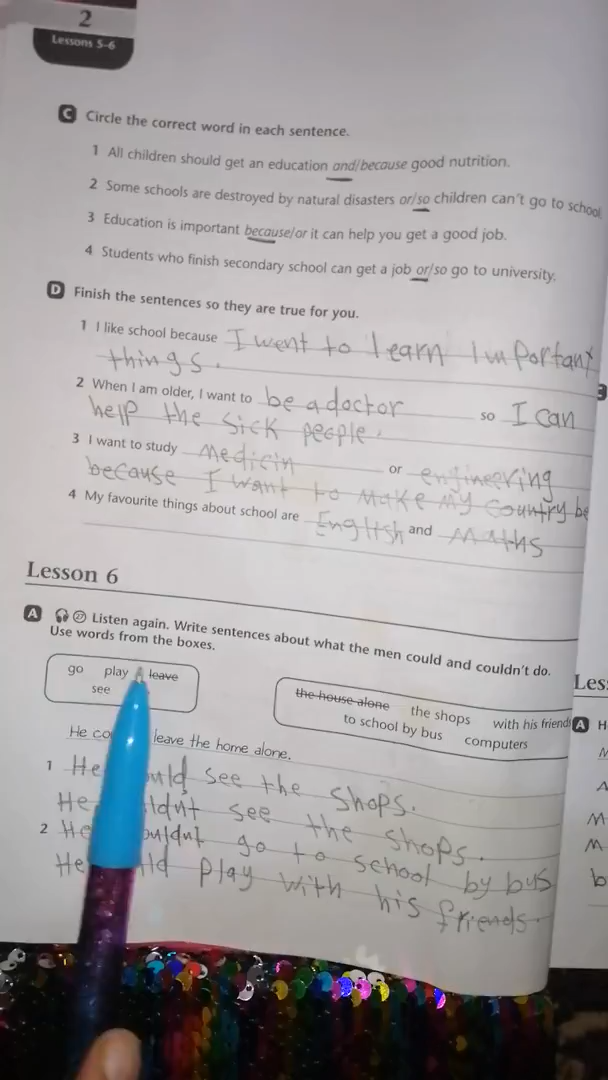 2
Lessons 5-6
C Circle the correct word in each sentence.
1 All children should get an education and/because good nutrition.
2 Some schools are destroyed by natural disasters or/so children can't go to school
3 Education is important because/or it can help you get a good job.
4 Students who finish secondary school can get a job or/so go to university.
D Finish the sentences so they are true for you.
1 I like school because I went to learn Important
things.
2 When I am older, I want to be a doctor so I can
help the sick people.
3 I want to study medicin or engineering
because I want to make my country be
4 My favourite things about school are English and Maths
Lesson 6
A 27 Listen again. Write sentences about what the men could and couldn't do.
Use words from the boxes.
go play leave
see
the house alone the shops with his friend
to school by bus computers
He leave the home alone.
1 He see the shops.
He see the shops.
2 He go to school by bus
He play with his friends.
Les
A H
M
A
M
M
b